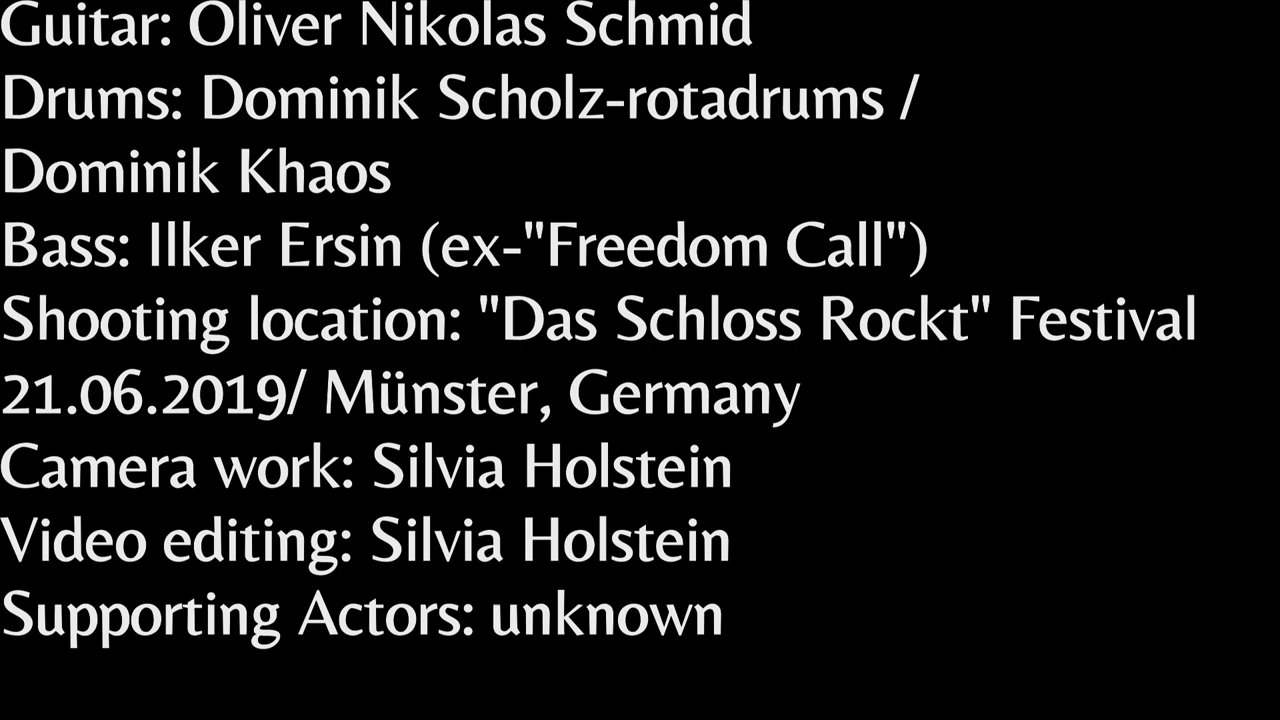 Guitar: Oliver Nikolas Schmid
Drums: Dominik Scholz-rotadrums /
Dominik Khaos
Bass: Ilker Ersin (ex-"Freedom Call")
Shooting location: "Das Schloss Rockt" Festival
21.06.2019/ Münster, Germany
Camera work: Silvia Holstein
Video editing: Silvia Holstein
Supporting Actors: unknown